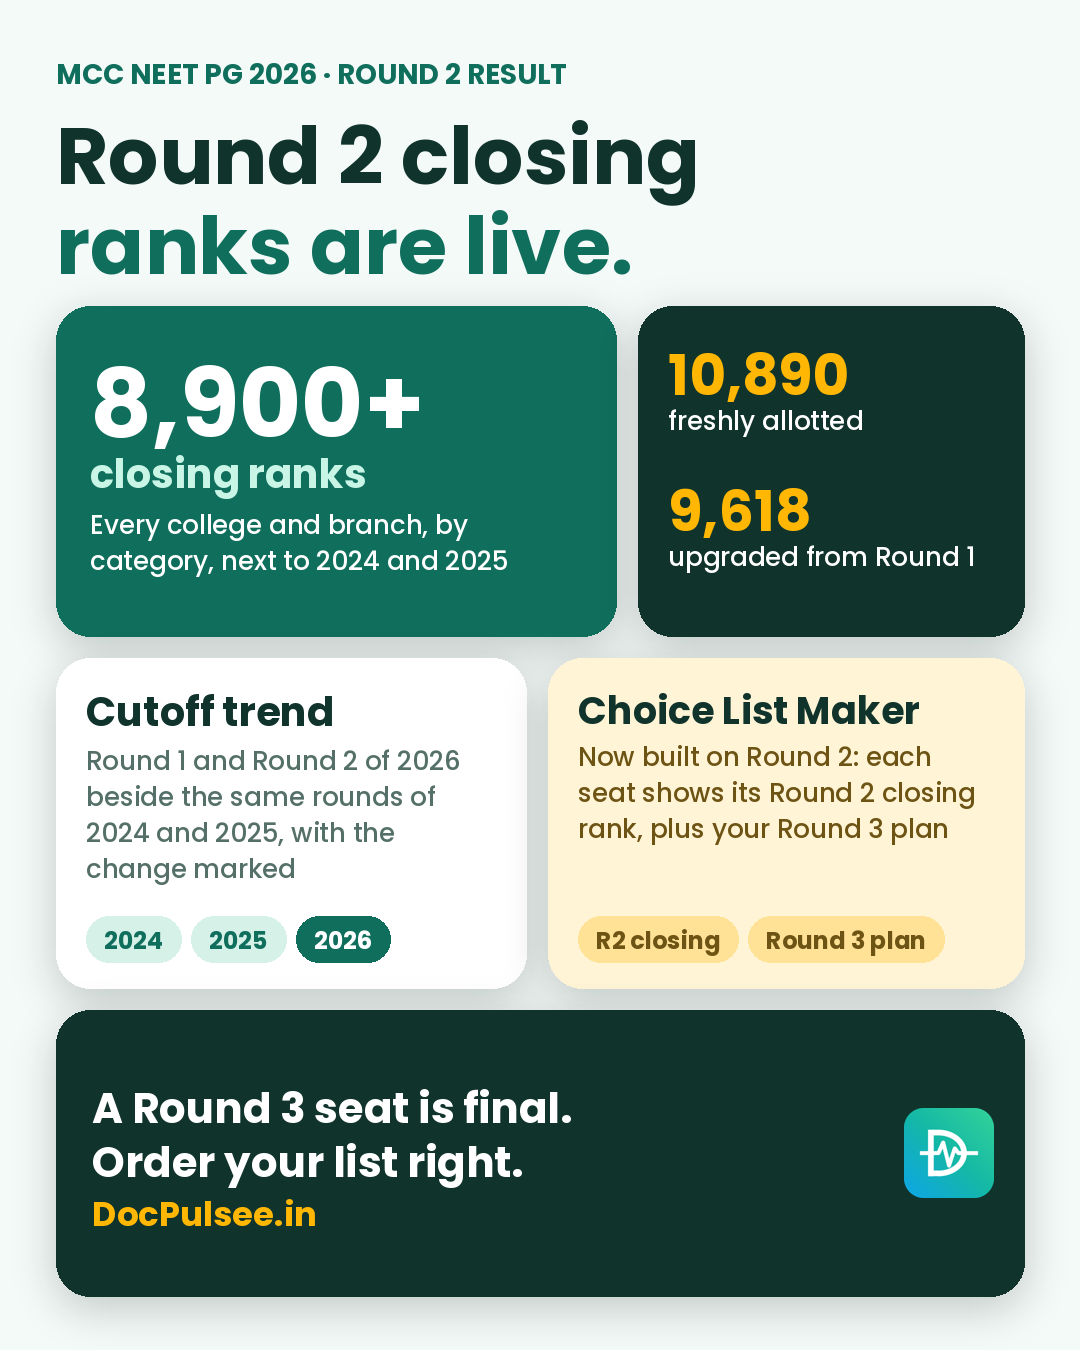 MCC NEET PG 2026 · ROUND 2 RESULT
Round 2 closing
ranks are live.
8,900+
closing ranks
Every college and branch, by
category, next to 2024 and 2025
10,890
freshly allotted
9,618
upgraded from Round 1
Cutoff trend
Round 1 and Round 2 of 2026
beside the same rounds of
2024 and 2025, with the
change marked
2024 2025 2026
Choice List Maker
Now built on Round 2: each
seat shows its Round 2 closing
rank, plus your Round 3 plan
R2 closing Round 3 plan
A Round 3 seat is final.
Order your list right.
DocPulsee.in